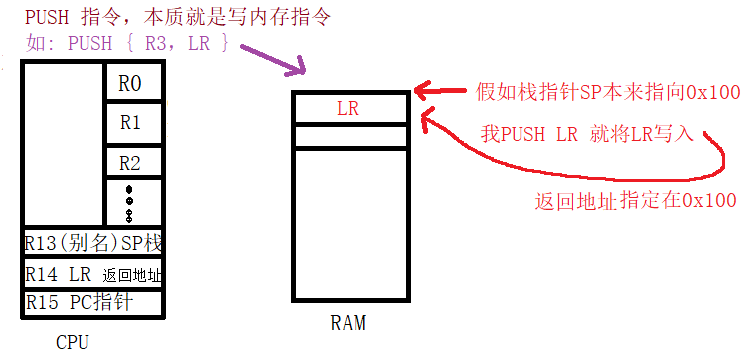 PUSH 指令，本质就是写内存指令
如: PUSH { R3，LR }
R0
R1
R2
R13(别名)SP栈
R14 LR 返回地址
R15 PC指针
CPU
LR
RAM
假如栈指针SP本来指向0x100
我PUSH LR 就将LR写入
返回地址指定在0x100